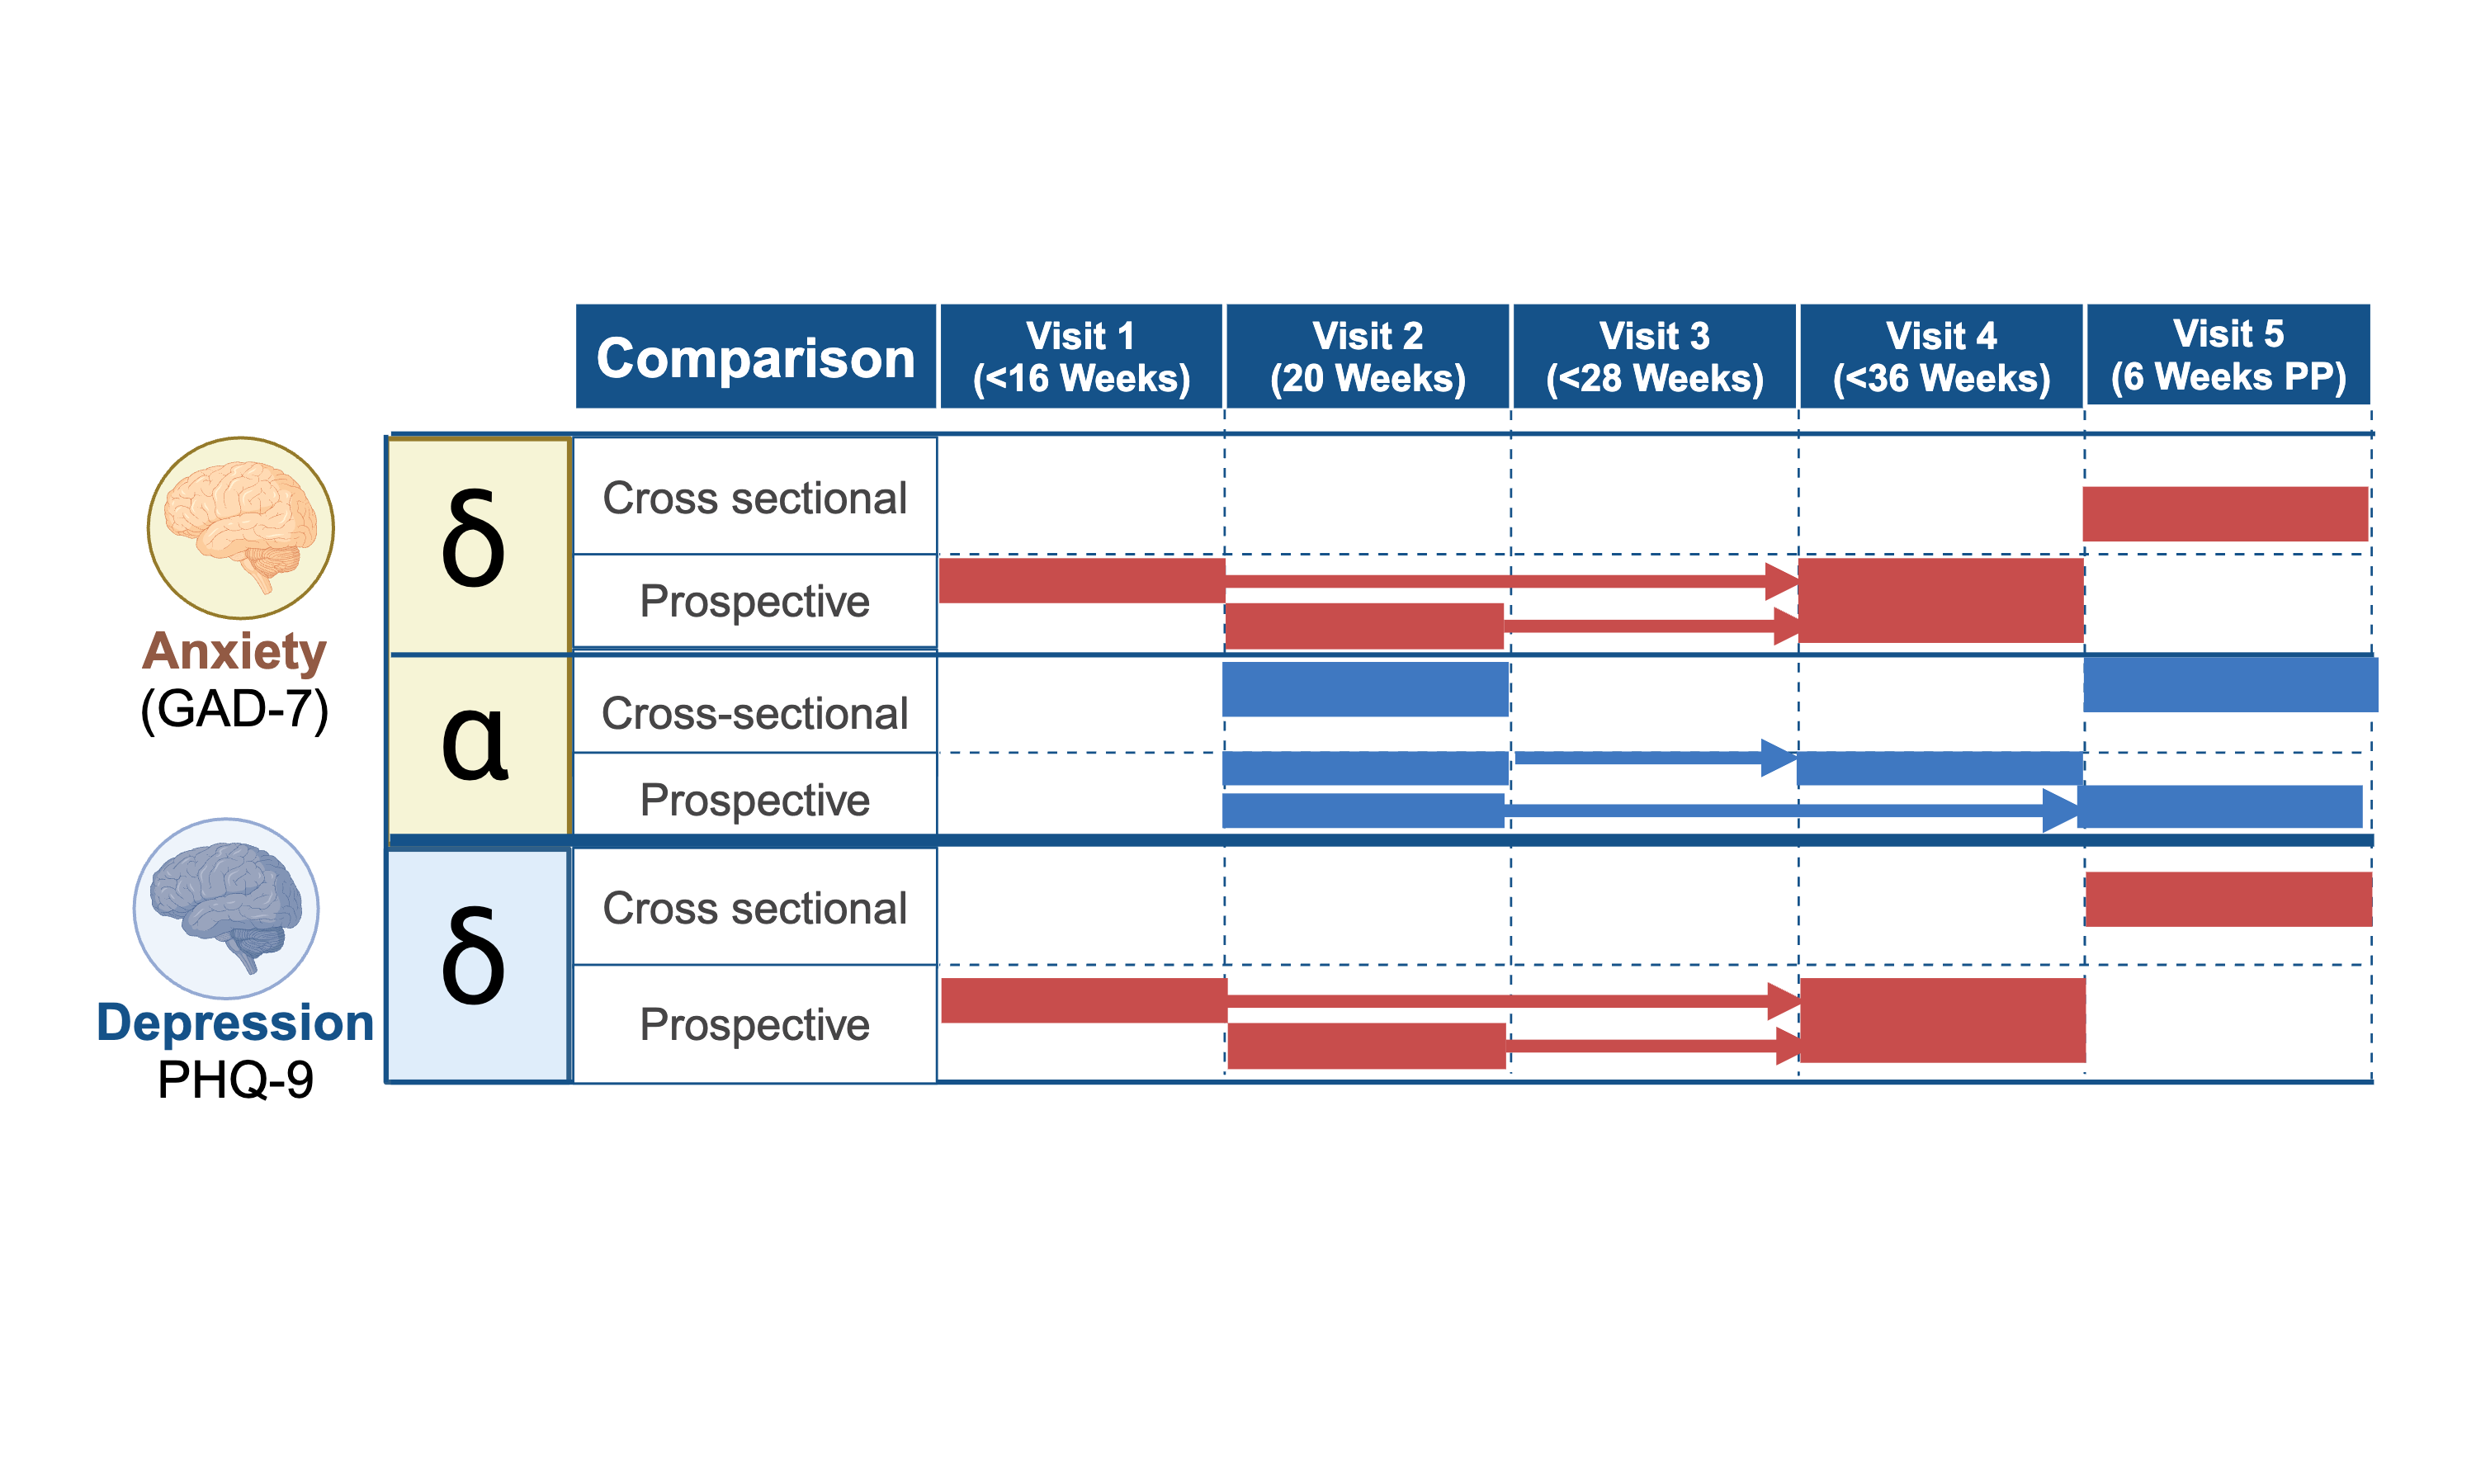 Comparison
Visit 1
(<16 Weeks)
Visit 2
(20 Weeks)
Visit 3
(<28 Weeks)
Visit 4
(<36 Weeks)
Visit 5
(6 Weeks PP)
Anxiety
(GAD-7)
δ
Cross sectional
Prospective
α
Cross-sectional
Prospective
Depression
PHQ-9
δ
Cross sectional
Prospective